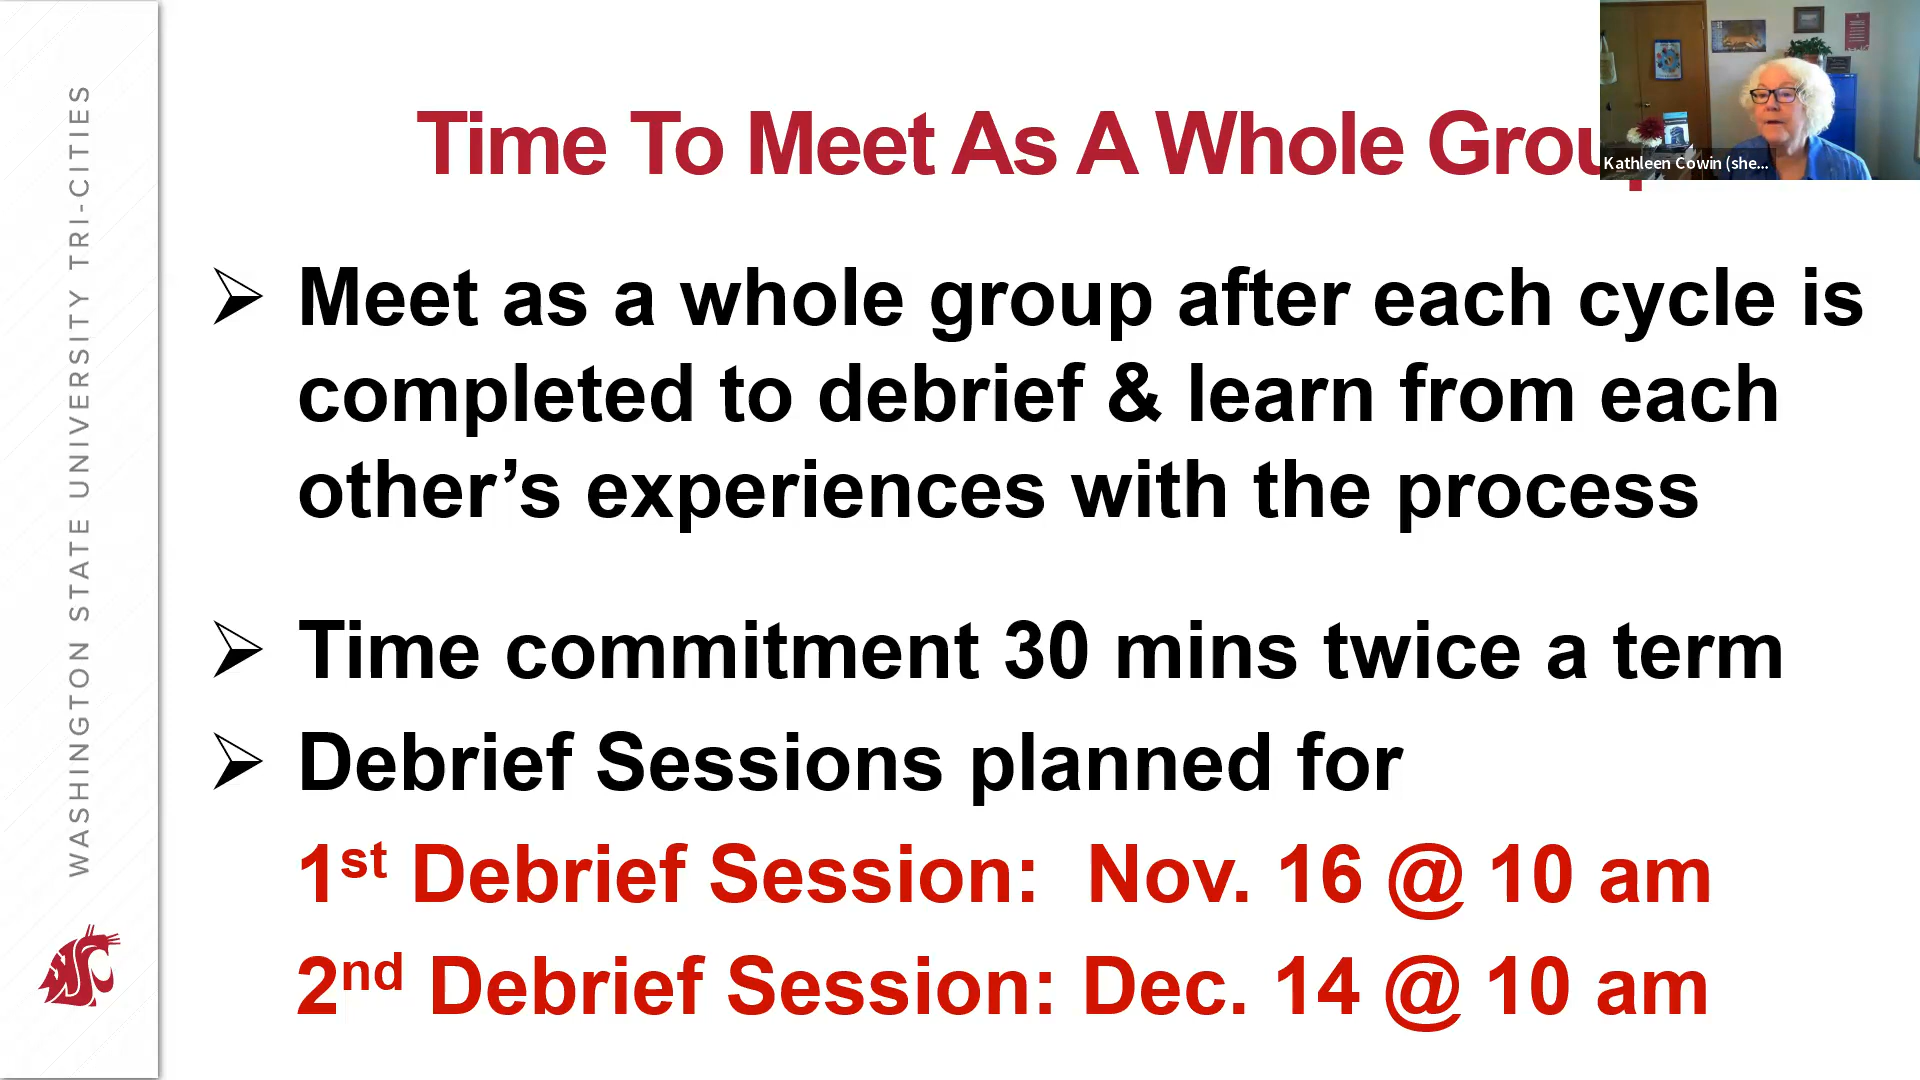 WASHINGTON STATE UNIVERSITY TRI-CITIES
Time To Meet As A Whole Group
Kathleen Cowin (she...
➢ Meet as a whole group after each cycle is
completed to debrief & learn from each
other’s experiences with the process
➢ Time commitment 30 mins twice a term
➢ Debrief Sessions planned for
1st Debrief Session:  Nov. 16 @ 10 am
2nd Debrief Session: Dec. 14 @ 10 am